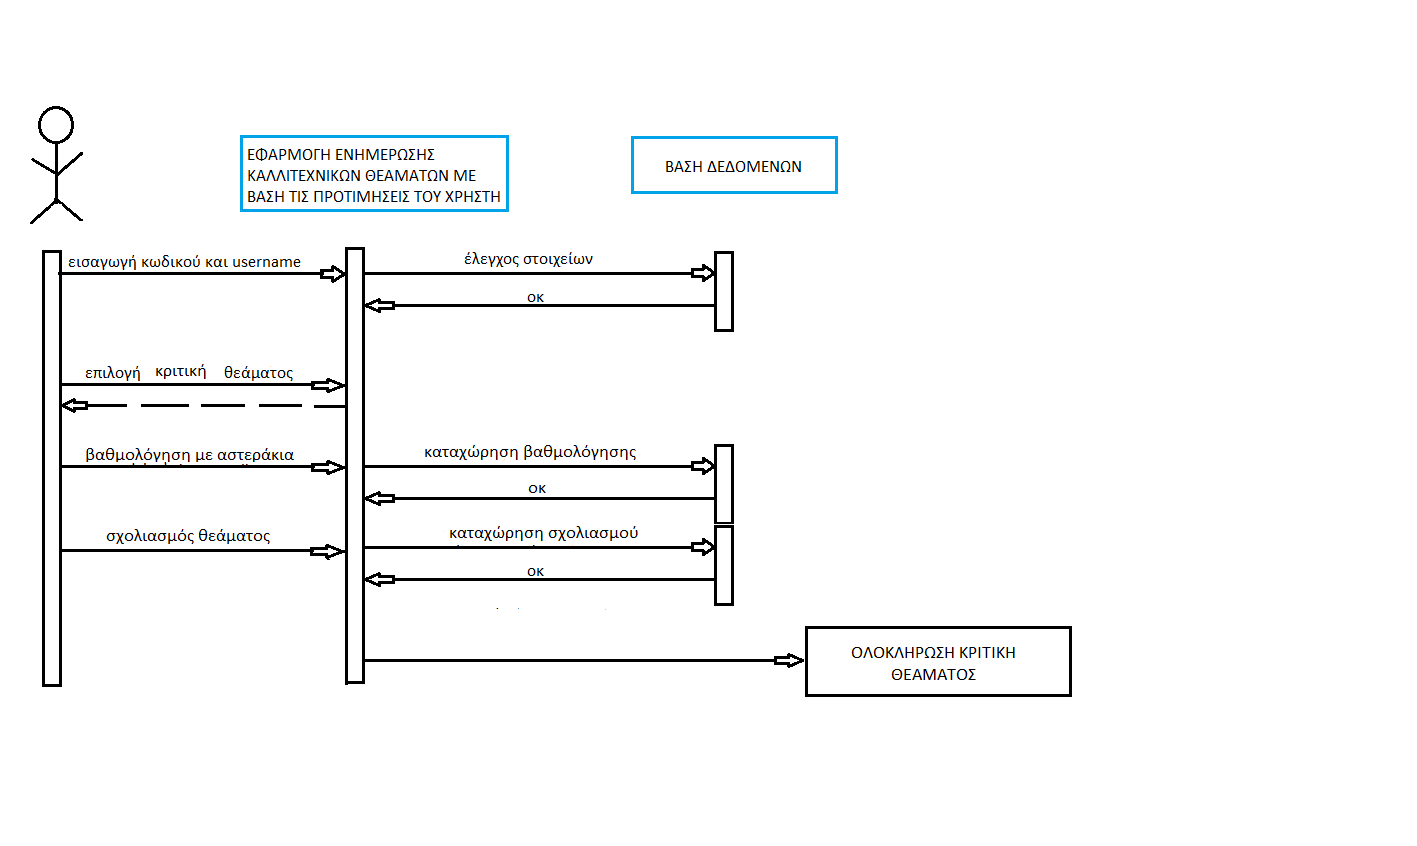 ΕΦΑΡΜΟΓΗ ΕΝΗΜΕΡΩΣΗΣ
ΚΑΛΛΙΤΕΧΝΙΚΩΝ ΘΕΑΜΑΤΩΝ ΜΕ
ΒΑΣΗ ΤΙΣ ΠΡΟΤΙΜΗΣΕΙΣ ΤΟΥ ΧΡΗΣΤΗ
ΒΑΣΗ ΔΕΔΟΜΕΝΩΝ
εισαγωγή κωδικού και username
έλεγχος στοιχείων
οκ
επιλογή κριτική θεάματος
βαθμολόγηση με αστεράκια
καταχώρηση βαθμολόγησης
οκ
σχολιασμός θεάματος
καταχώρηση σχολιασμού
οκ
ΟΛΟΚΛΗΡΩΣΗ ΚΡΙΤΙΚΗ
ΘΕΑΜΑΤΟΣ